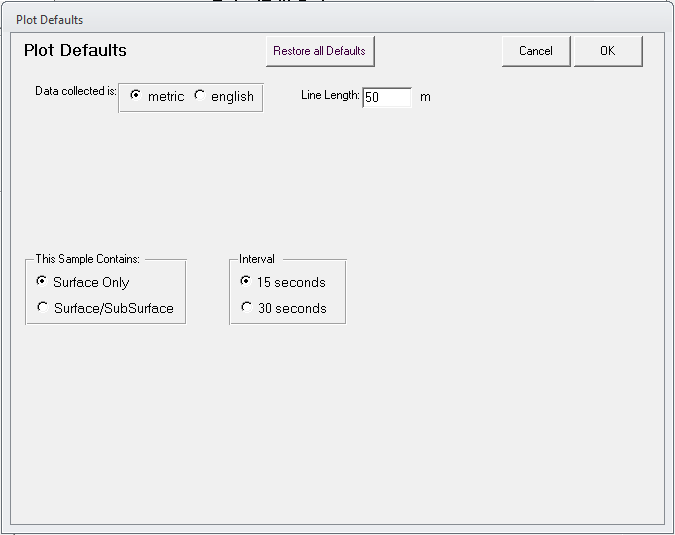 Plot Defaults
Plot Defaults
Restore all Defaults
Cancel
OK
Data collected is:
metric
english
Line Length:
50
m
This Sample Contains:
Surface Only
Surface/SubSurface
Interval
15 seconds
30 seconds